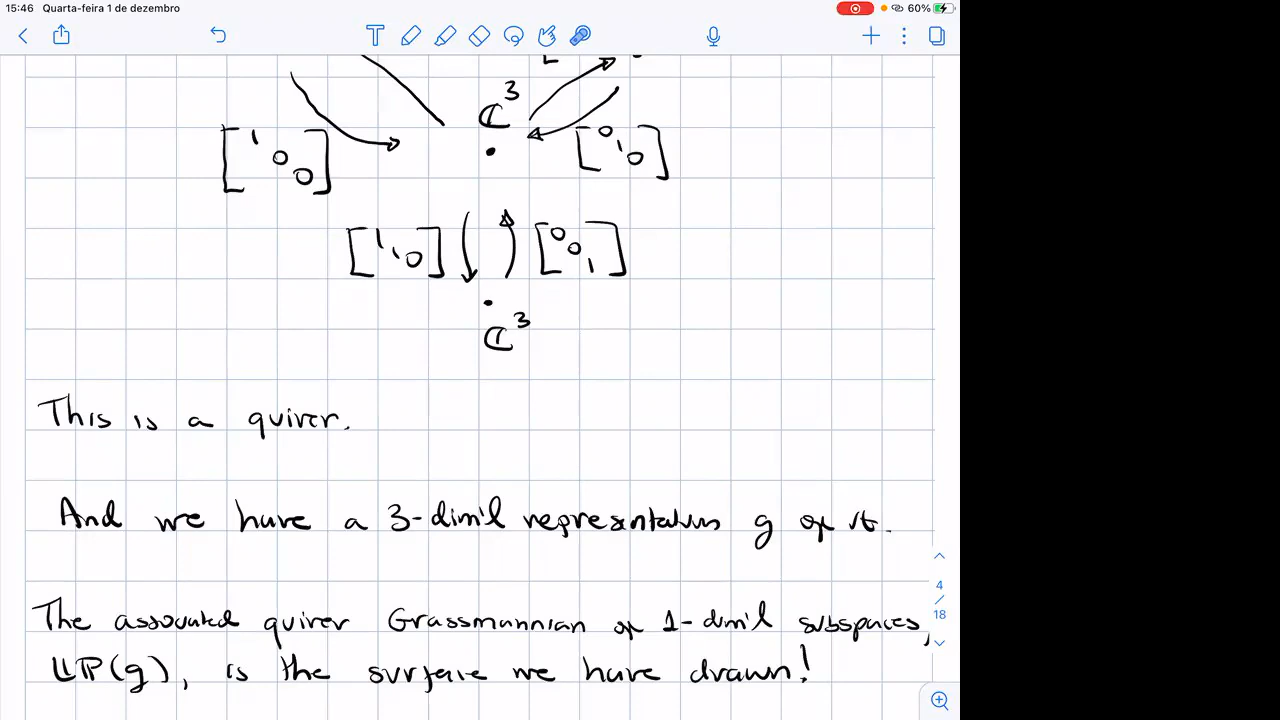 15:46 Quarta-feira 1 de dezembro 60%
ℂ³
[1 0 0] [0 1 0]
[1 1 0] [0 0 1]
ℂ³
This is a quiver.
And we have a 3-dim'l representation g of it.
The associated quiver Grassmannian of 1-dim'l subspaces,
LP(g), is the surface we have drawn!
4
/
18